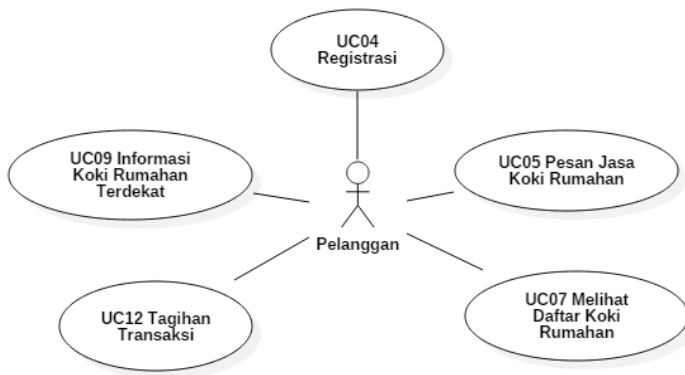 UC04
Registrasi
UC09 Informasi
Koki Rumahan
Terdekat
UC05 Pesan Jasa
Koki Rumahan
Pelanggan
UC12 Tagihan
Transaksi
UC07 Melihat
Daftar Koki
Rumahan